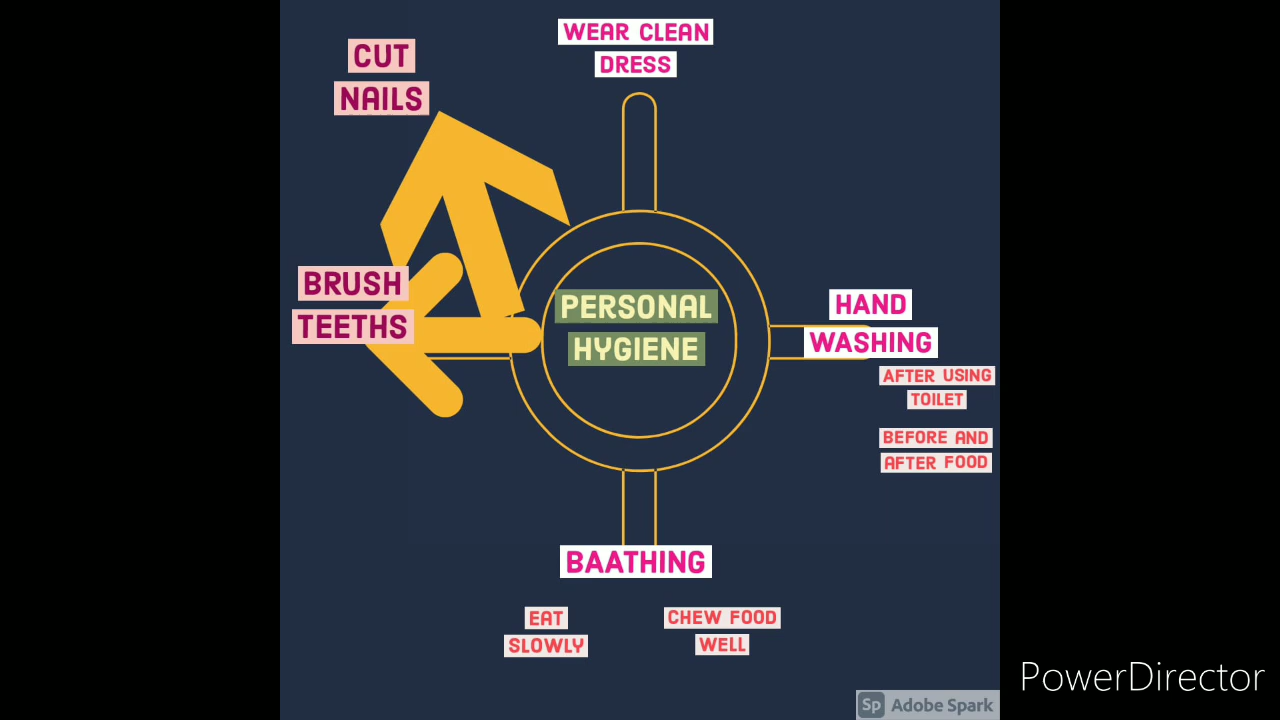 WEAR CLEAN
DRESS
CUT
NAILS
BRUSH
TEETHS
PERSONAL
HYGIENE
HAND
WASHING
AFTER USING
TOILET
BEFORE AND
AFTER FOOD
BAATHING
EAT
SLOWLY
CHEW FOOD
WELL
PowerDirector
Sp Adobe Spark